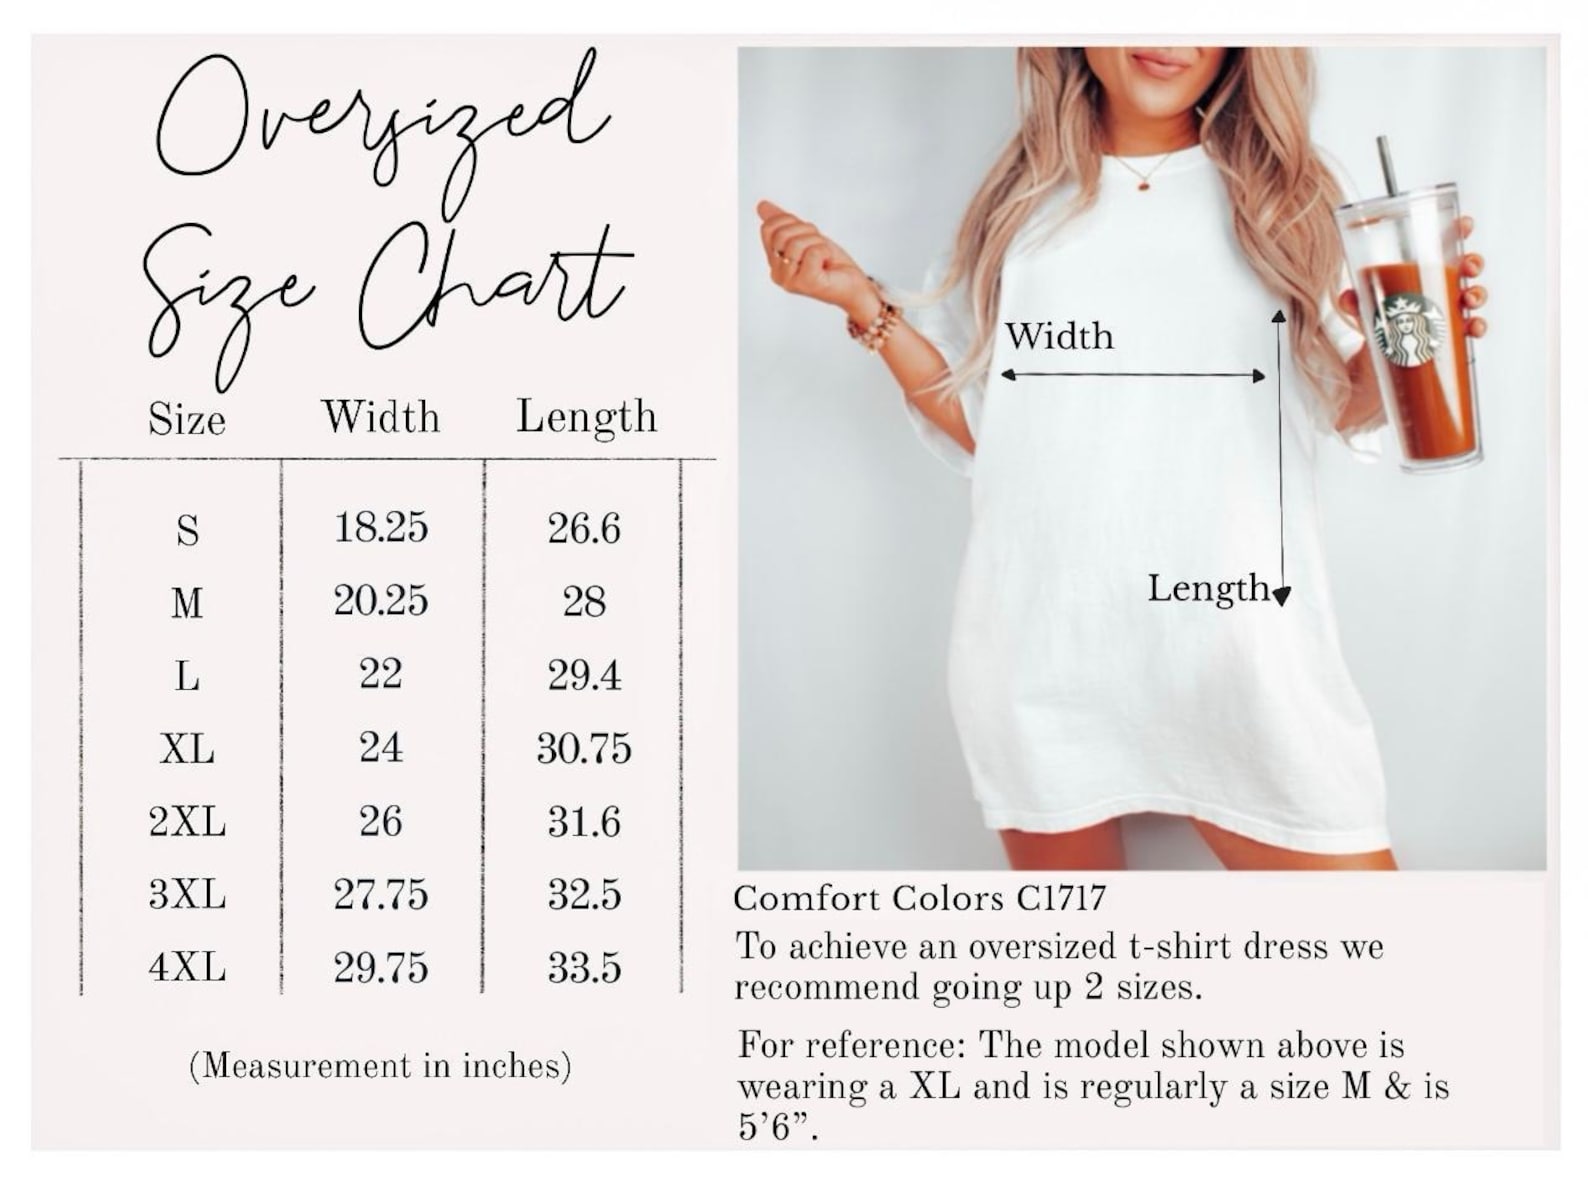 Oversized
Size Chart
Size Width Length
S 18.25 26.6
M 20.25 28
L 22 29.4
XL 24 30.75
2XL 26 31.6
3XL 27.75 32.5
4XL 29.75 33.5
(Measurement in inches)
Width
Length
Comfort Colors C1717
To achieve an oversized t-shirt dress we
recommend going up 2 sizes.
For reference: The model shown above is
wearing a XL and is regularly a size M & is
5’6”.